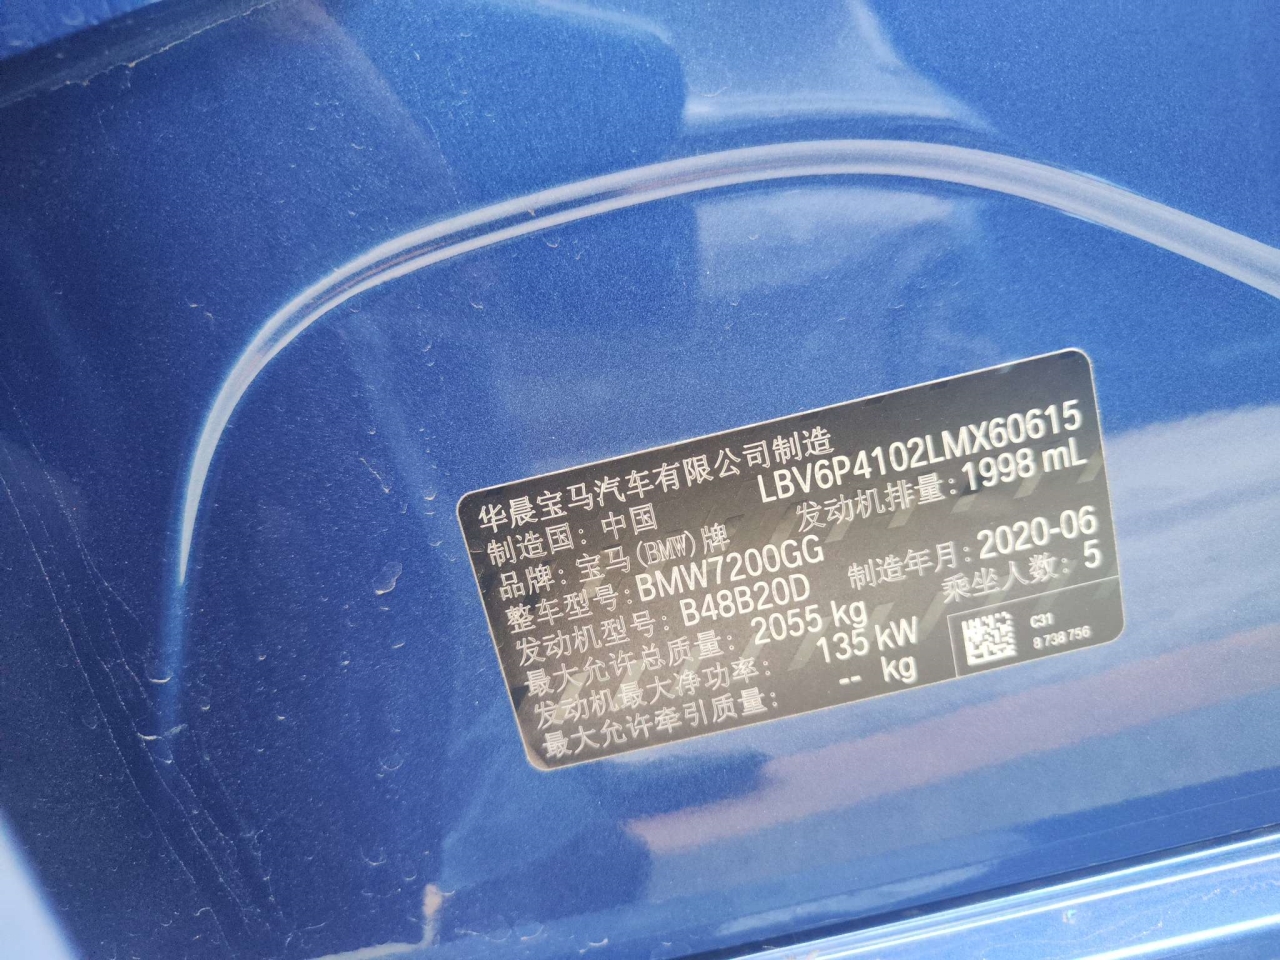 华晨宝马汽车有限公司制造
制造国：中国 LBV6P4102LMX60615
品牌：宝马(BMW)牌 发动机排量：1998 mL
整车型号：BMW7200GG
发动机型号：B48B20D 制造年月：2020-06
最大允许总质量：2055 kg 乘坐人数：5
发动机最大净功率：135 kW
最大允许牵引质量：-- kg
C31
8 738 756